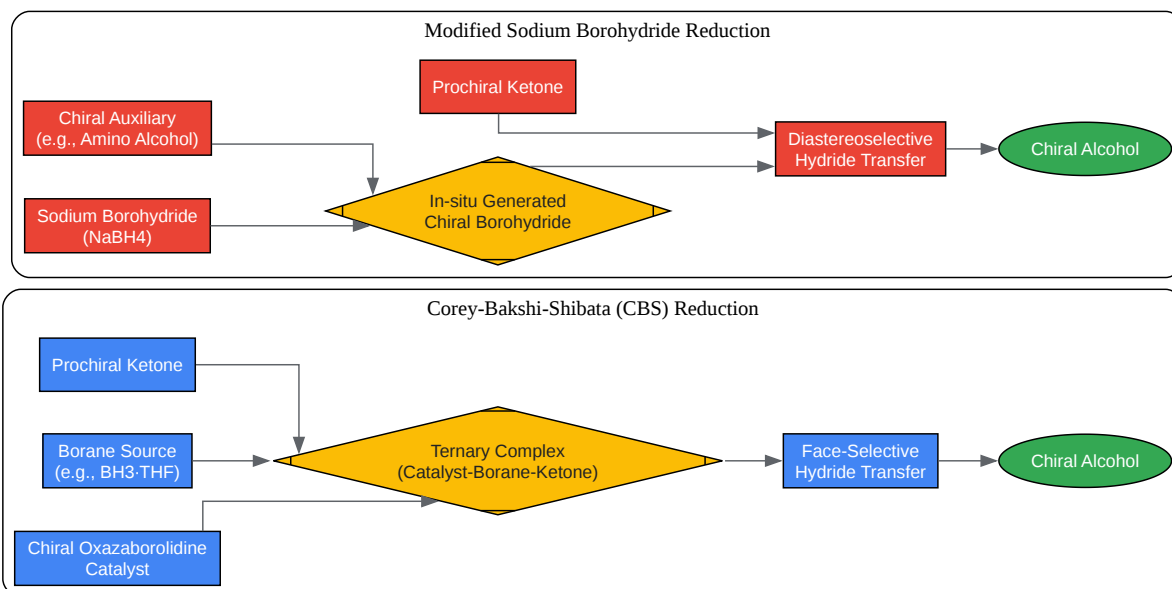 Modified Sodium Borohydride Reduction
Prochiral Ketone
Chiral Auxiliary
(e.g., Amino Alcohol)
Diastereoselective
Hydride Transfer
Chiral Alcohol
In-situ Generated
Chiral Borohydride
Sodium Borohydride
(NaBH4)
Corey-Bakshi-Shibata (CBS) Reduction
Prochiral Ketone
Borane Source
(e.g., BH3·THF)
Ternary Complex
(Catalyst-Borane-Ketone)
Face-Selective
Hydride Transfer
Chiral Alcohol
Chiral Oxazaborolidine
Catalyst